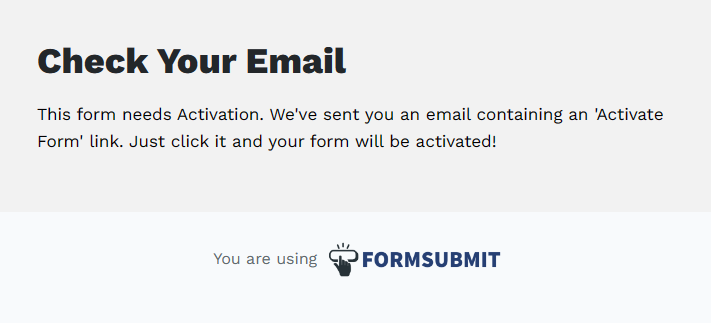 Check Your Email
This form needs Activation. We've sent you an email containing an 'Activate
Form' link. Just click it and your form will be activated!
You are using FORMSUBMIT